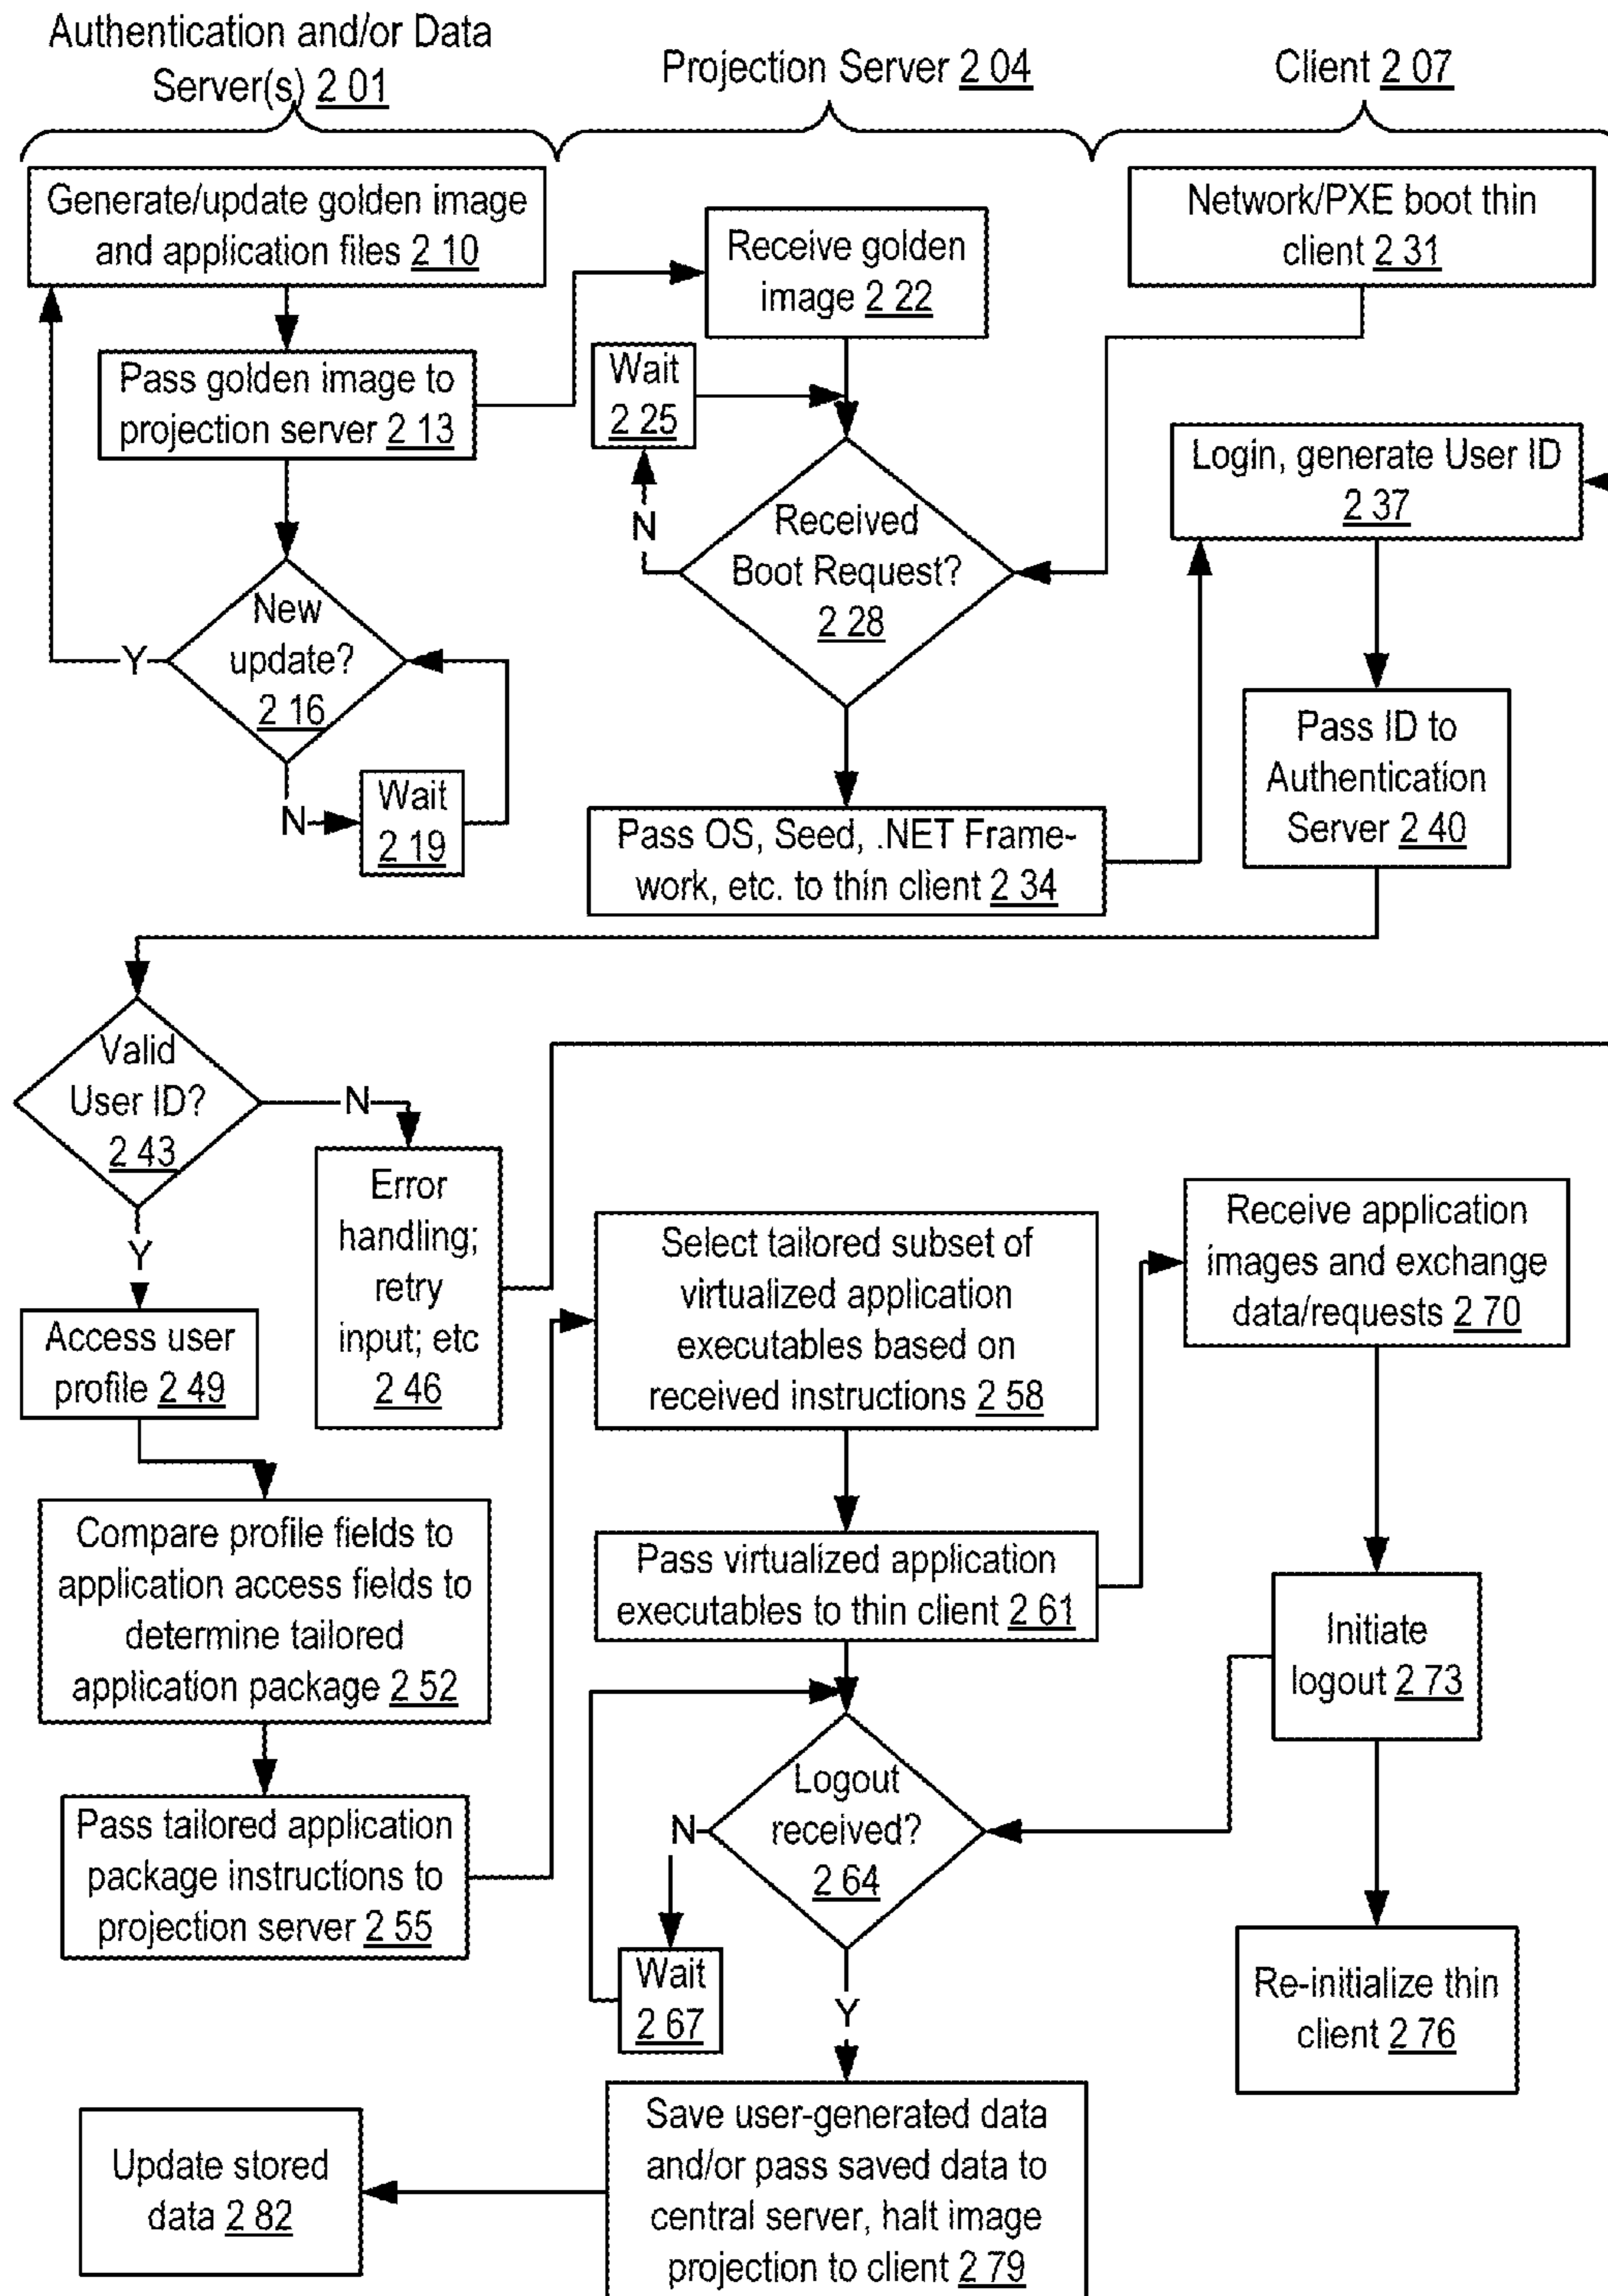 Authentication and/or Data
Server(s) 2 01
Projection Server 2 04
Client 2 07
Generate/update golden image
and application files 2 10
Pass golden image to
projection server 2 13
New
update?
2 16
Y
N
Wait
2 19
Receive golden
image 2 22
Wait
2 25
N
Received
Boot Request?
2 28
Pass OS, Seed, .NET Frame-
work, etc. to thin client 2 34
Network/PXE boot thin
client 2 31
Login, generate User ID
2 37
Pass ID to
Authentication
Server 2 40
Valid
User ID?
2 43
N
Y
Error
handling;
retry
input; etc
2 46
Access user
profile 2 49
Compare profile fields to
application access fields to
determine tailored
application package 2 52
Pass tailored application
package instructions to
projection server 2 55
Select tailored subset of
virtualized application
executables based on
received instructions 2 58
Pass virtualized application
executables to thin client 2 61
Logout
received?
2 64
N
Wait
2 67
Y
Receive application
images and exchange
data/requests 2 70
Initiate
logout 2 73
Re-initialize thin
client 2 76
Save user-generated data
and/or pass saved data to
central server, halt image
projection to client 2 79
Update stored
data 2 82